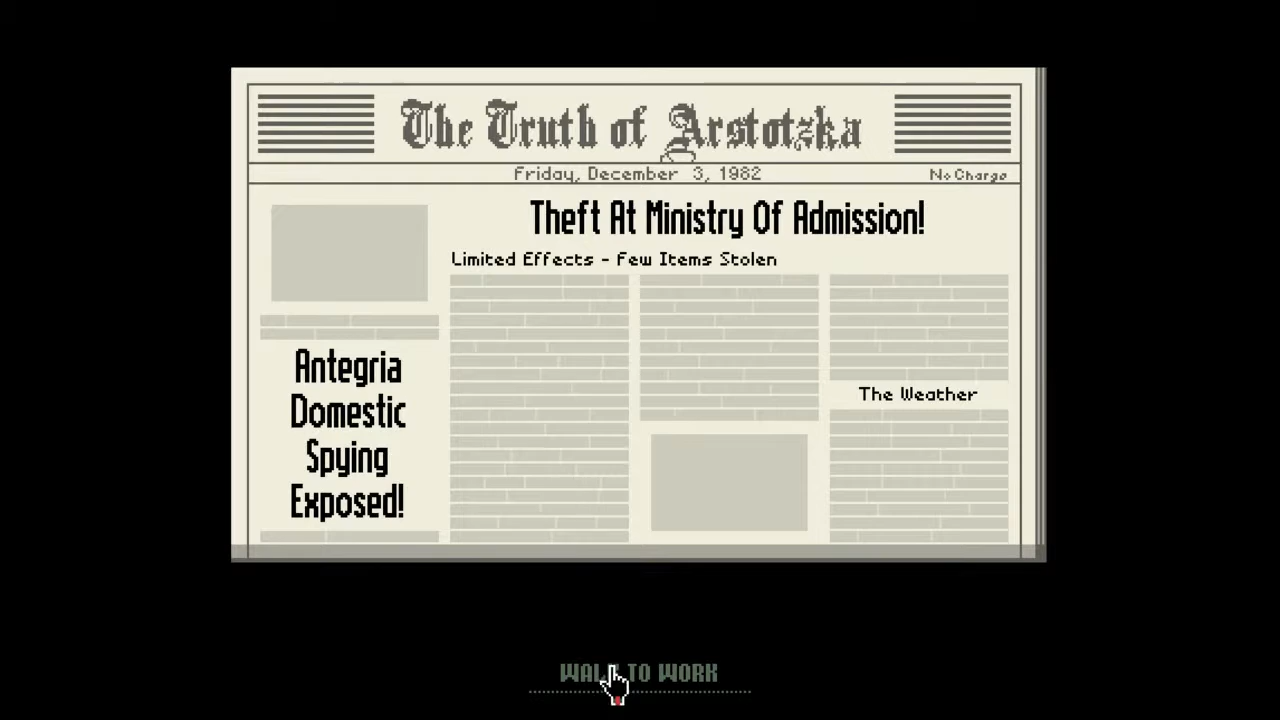 The Truth of Arstotzka
Friday, December 3, 1982
No Charge
Theft At Ministry Of Admission!
Limited Effects - Few Items Stolen
Antegria
Domestic
Spying
Exposed!
The Weather
WALK TO WORK